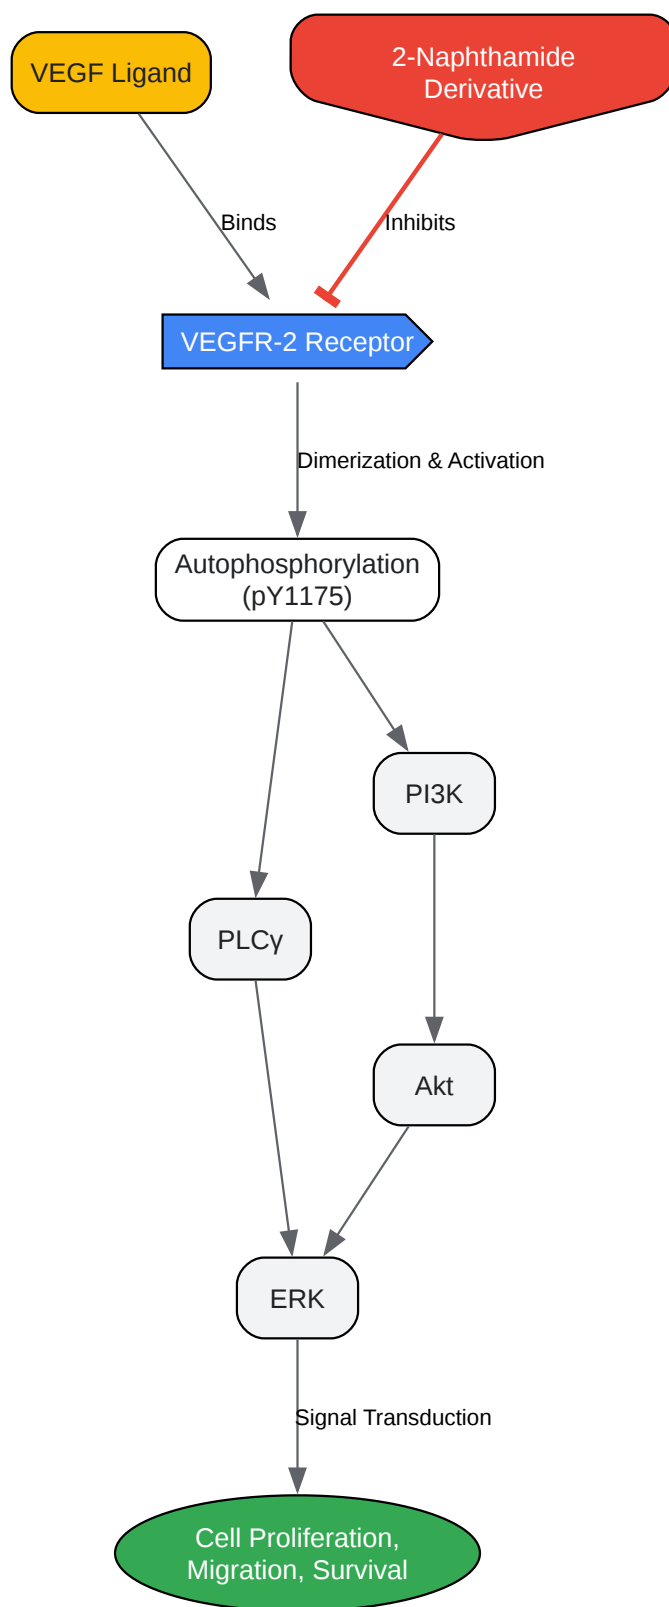 VEGF Ligand
2-Naphthamide
Derivative
Binds
Inhibits
VEGFR-2 Receptor
Dimerization & Activation
Autophosphorylation
(pY1175)
PI3K
PLCγ
Akt
ERK
Signal Transduction
Cell Proliferation,
Migration, Survival